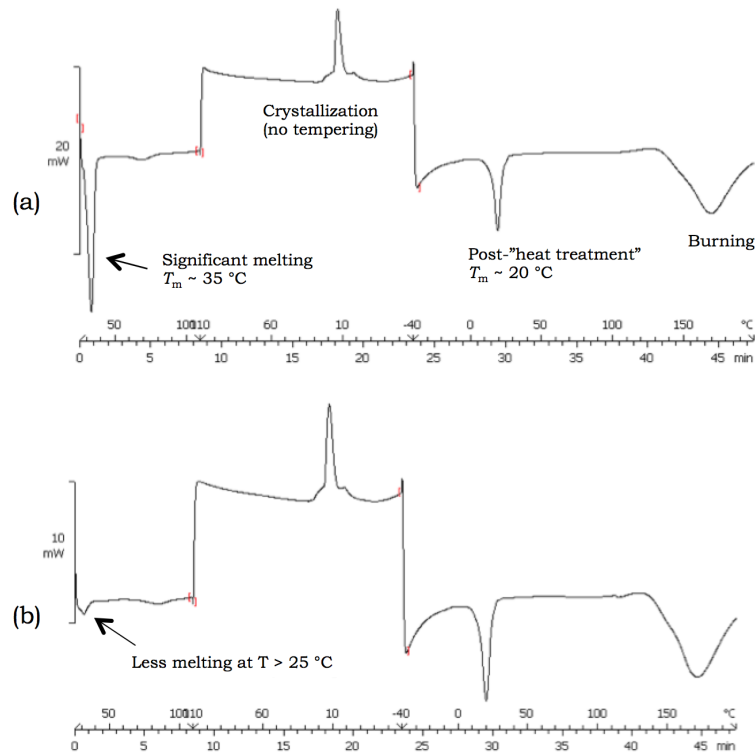 20
mW
(a)
Crystallization
(no tempering)
Significant melting
Tm ~ 35 °C
Post-"heat treatment"
Tm ~ 20 °C
Burning
50 100 110 60 10 -40 0 50 100 150 °C
0 5 10 15 20 25 30 35 40 45 min
10
mW
(b)
Less melting at T > 25 °C
50 100 110 60 10 -40 0 50 100 150 °C
0 5 10 15 20 25 30 35 40 45 min